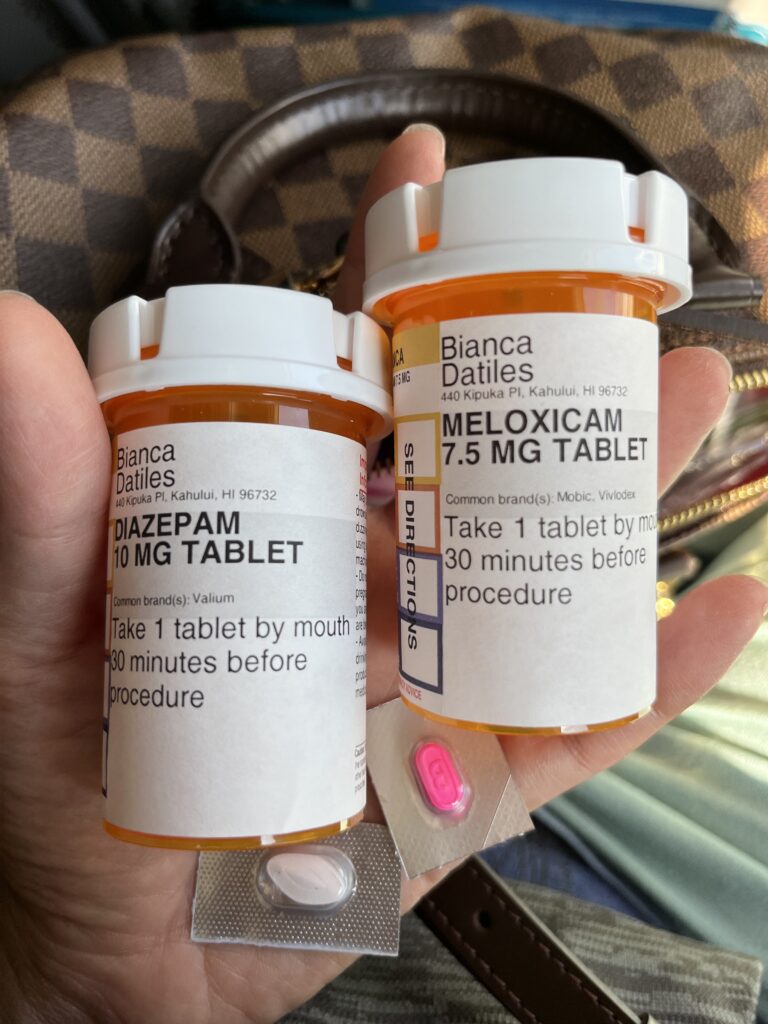 Bianca
Datiles
440 Kipuka Pl, Kahului, HI 96732
DIAZEPAM
10 MG TABLET
Common brand(s): Valium
Take 1 tablet by mouth
30 minutes before
procedure
Bianca
Datiles
440 Kipuka Pl, Kahului, HI 96732
MELOXICAM
7.5 MG TABLET
Common brand(s): Mobic, Vivlodex
Take 1 tablet by mou
30 minutes before
procedure
SEE DIRECTIONS